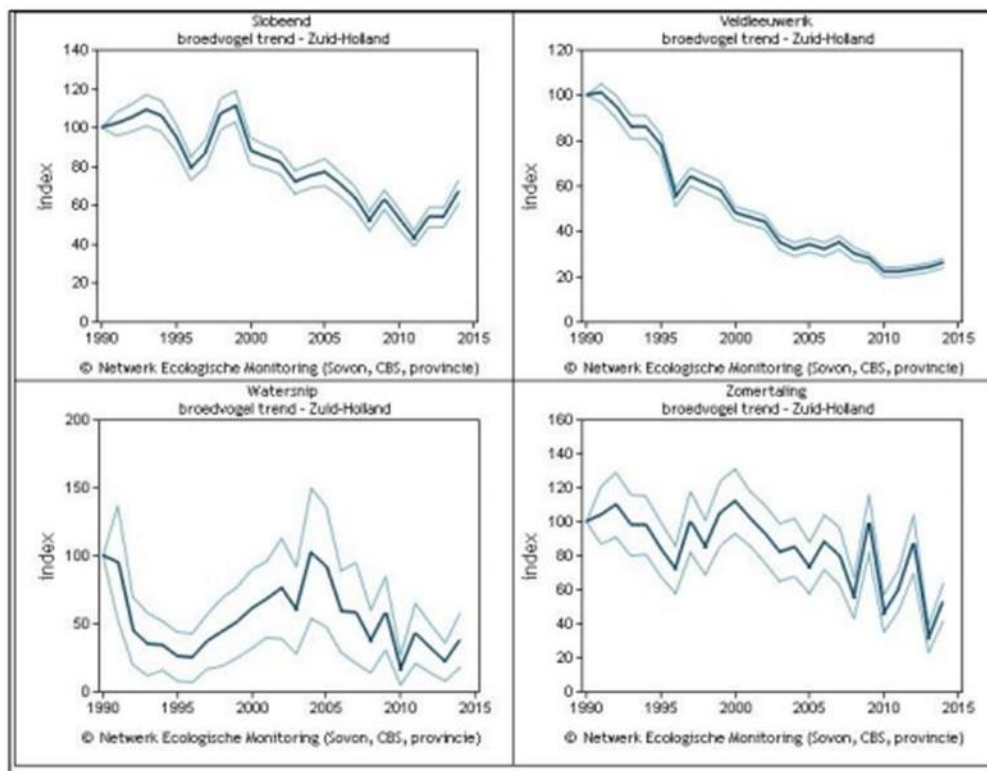 Slobeend
broedvogel trend - Zuid-Holland
140
120
100
80
60
40
20
0
index
1990 1995 2000 2005 2010 2015
© Netwerk Ecologische Monitoring (Sovon, CBS, provincie)
Veldleeuwerik
broedvogel trend - Zuid-Holland
120
100
80
60
40
20
0
index
1990 1995 2000 2005 2010 2015
© Netwerk Ecologische Monitoring (Sovon, CBS, provincie)
Watersnip
broedvogel trend - Zuid-Holland
200
150
100
50
0
index
1990 1995 2000 2005 2010 2015
© Netwerk Ecologische Monitoring (Sovon, CBS, provincie)
Zomertaling
broedvogel trend - Zuid-Holland
160
140
120
100
80
60
40
20
0
index
1990 1995 2000 2005 2010 2015
© Netwerk Ecologische Monitoring (Sovon, CBS, provincie)